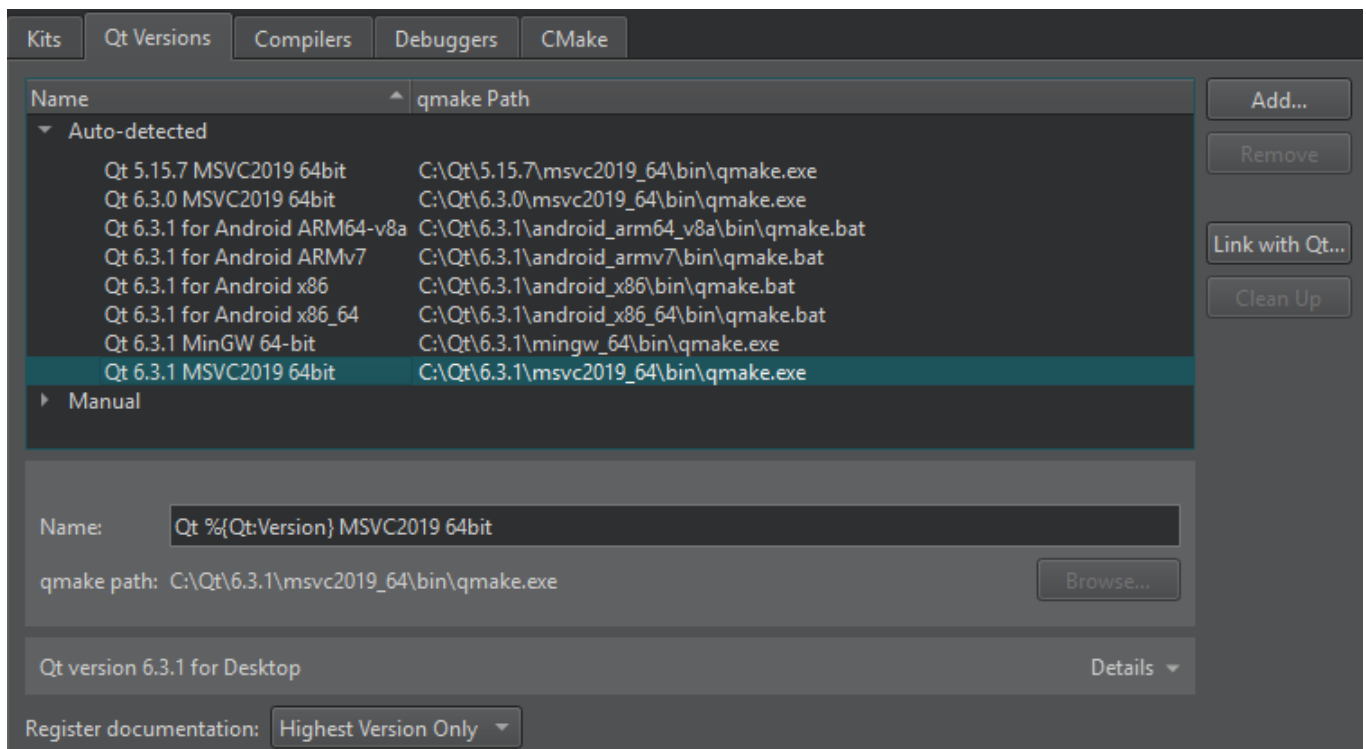 Kits Qt Versions Compilers Debuggers CMake
Name qmake Path
Auto-detected
Qt 5.15.7 MSVC2019 64bit C:\Qt\5.15.7\msvc2019_64\bin\qmake.exe
Qt 6.3.0 MSVC2019 64bit C:\Qt\6.3.0\msvc2019_64\bin\qmake.exe
Qt 6.3.1 for Android ARM64-v8a C:\Qt\6.3.1\android_arm64_v8a\bin\qmake.bat
Qt 6.3.1 for Android ARMv7 C:\Qt\6.3.1\android_armv7\bin\qmake.bat
Qt 6.3.1 for Android x86 C:\Qt\6.3.1\android_x86\bin\qmake.bat
Qt 6.3.1 for Android x86_64 C:\Qt\6.3.1\android_x86_64\bin\qmake.bat
Qt 6.3.1 MinGW 64-bit C:\Qt\6.3.1\mingw_64\bin\qmake.exe
Qt 6.3.1 MSVC2019 64bit C:\Qt\6.3.1\msvc2019_64\bin\qmake.exe
Manual
Add...
Remove
Link with Qt...
Clean Up
Name: Qt %{Qt:Version} MSVC2019 64bit
qmake path: C:\Qt\6.3.1\msvc2019_64\bin\qmake.exe Browse...
Qt version 6.3.1 for Desktop Details
Register documentation: Highest Version Only